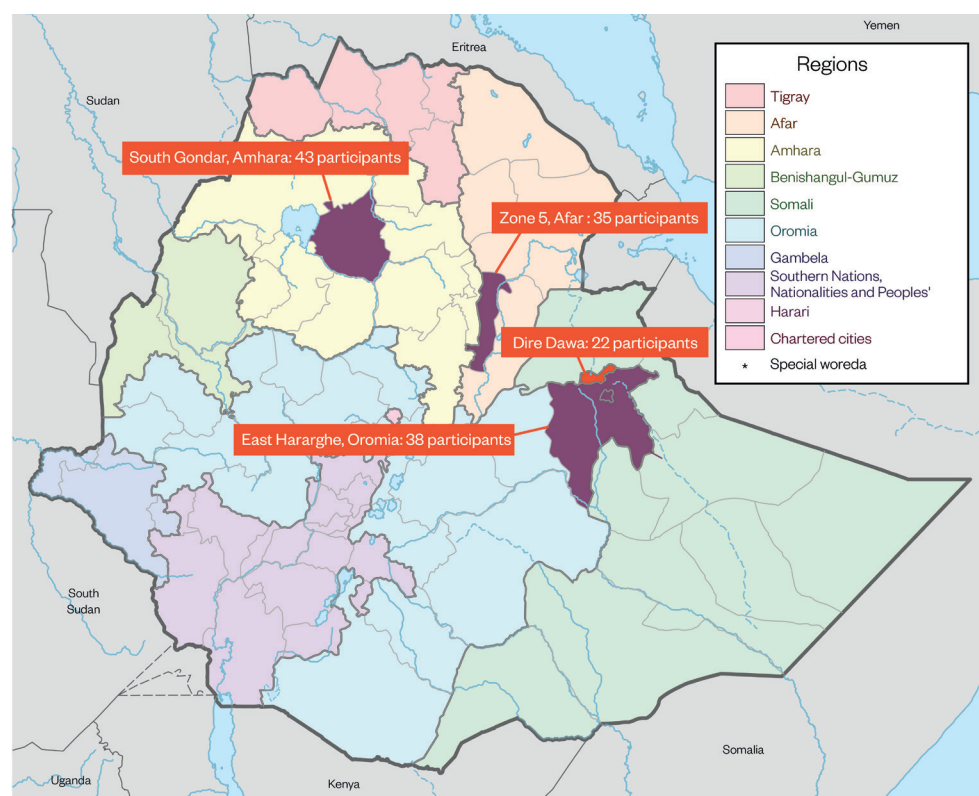 Yemen
Eritrea
Sudan
Regions
Tigray
Afar
Amhara
Benishangul-Gumuz
Somali
Oromia
Gambela
Southern Nations,
Nationalities and Peoples'
Harari
Chartered cities
* Special woreda
South Gondar, Amhara: 43 participants
Zone 5, Afar : 35 participants
Dire Dawa: 22 participants
East Hararghe, Oromia: 38 participants
South
Sudan
Somalia
Uganda
Kenya